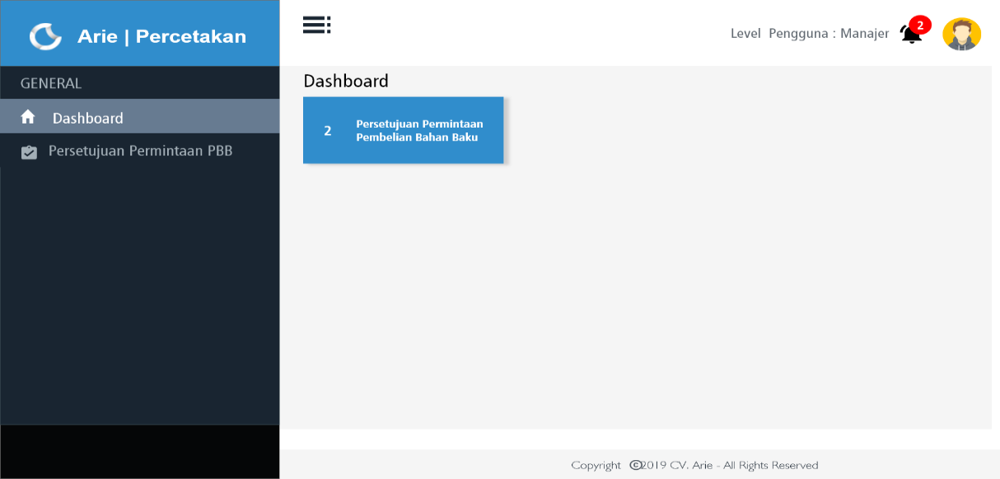 Arie | Percetakan
Level Pengguna : Manajer
2
GENERAL
Dashboard
Persetujuan Permintaan PBB
Dashboard
2
Persetujuan Permintaan
Pembelian Bahan Baku
Copyright ©2019 CV. Arie - All Rights Reserved